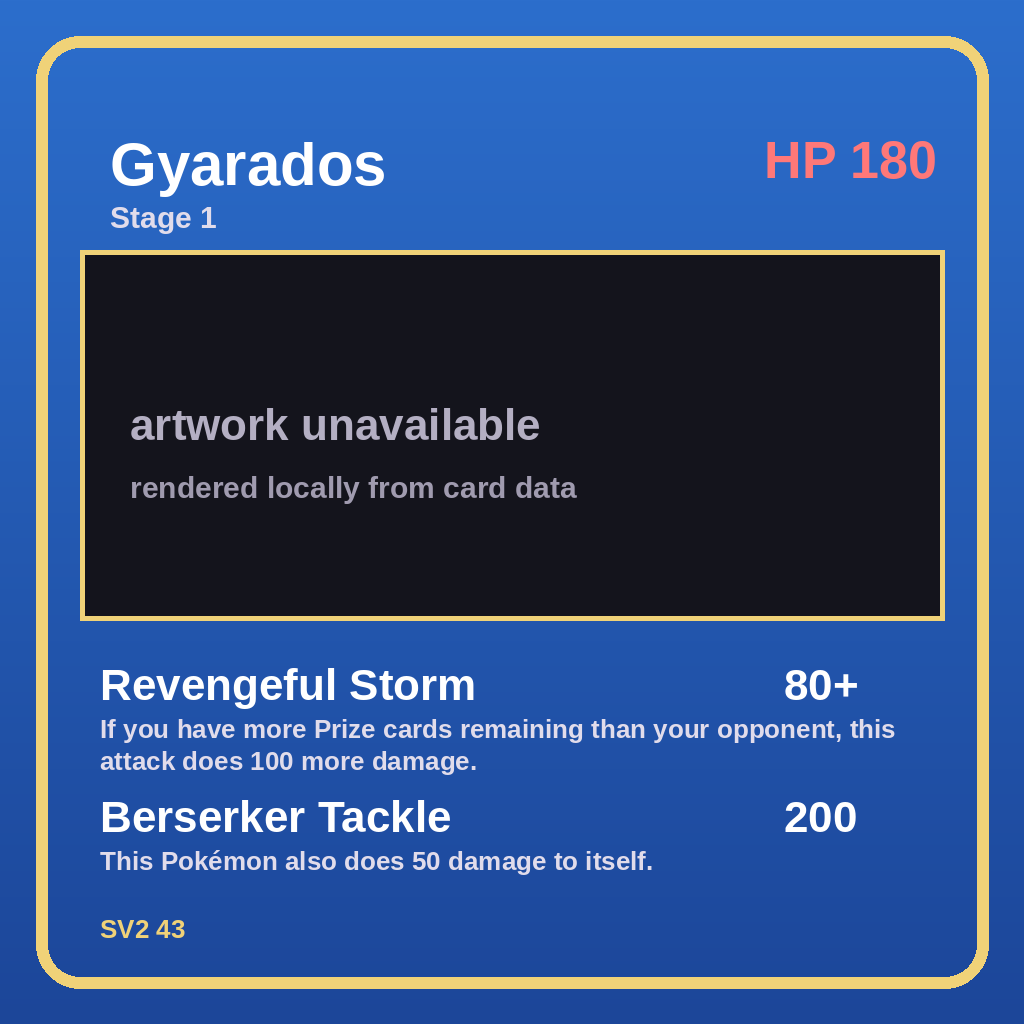 Gyarados
HP 180
Stage 1
artwork unavailable
rendered locally from card data
Revengeful Storm 80+
If you have more Prize cards remaining than your opponent, this
attack does 100 more damage.
Berserker Tackle 200
This Pokémon also does 50 damage to itself.
SV2 43